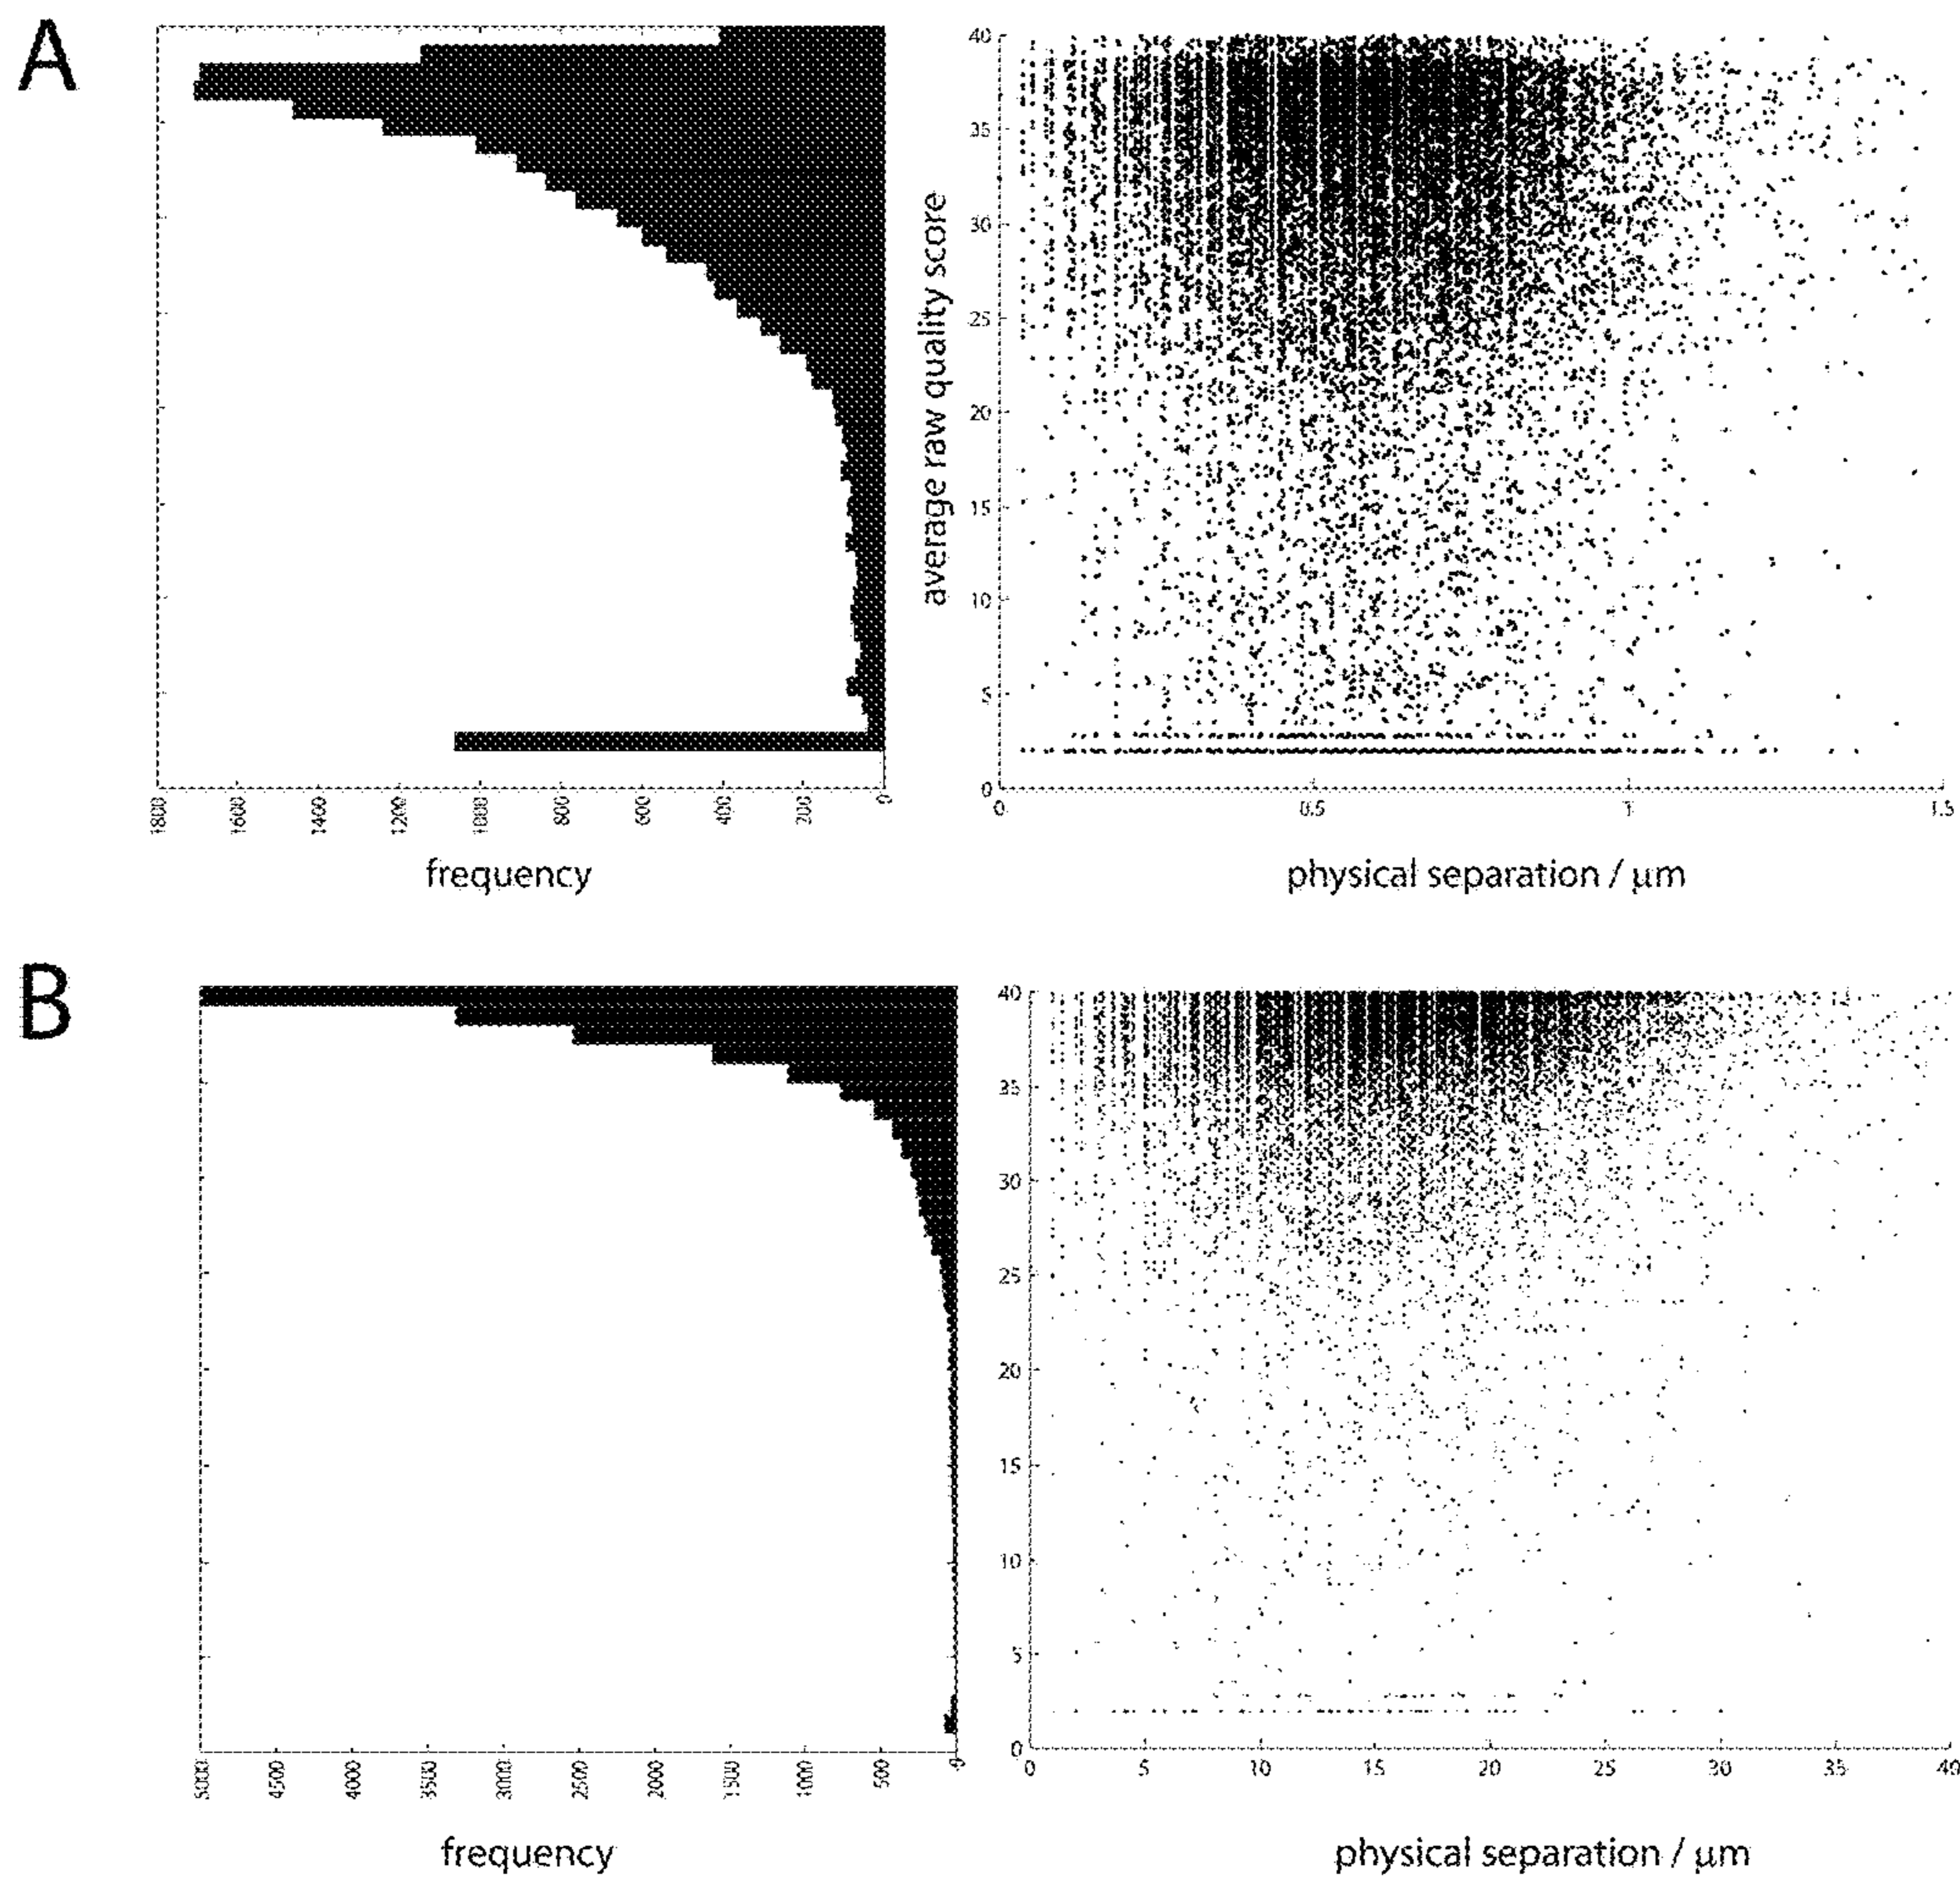 A
40
35
30
25
20
15
10
5
0
average raw quality score
1800 1600 1400 1200 1000 800 600 400 200 0
0 0.5 1 1.5
frequency
physical separation / μm
B
40
35
30
25
20
15
10
5
0
5000 4500 4000 3500 3000 2500 2000 1500 1000 500 0
0 5 10 15 20 25 30 35 40
frequency
physical separation / μm